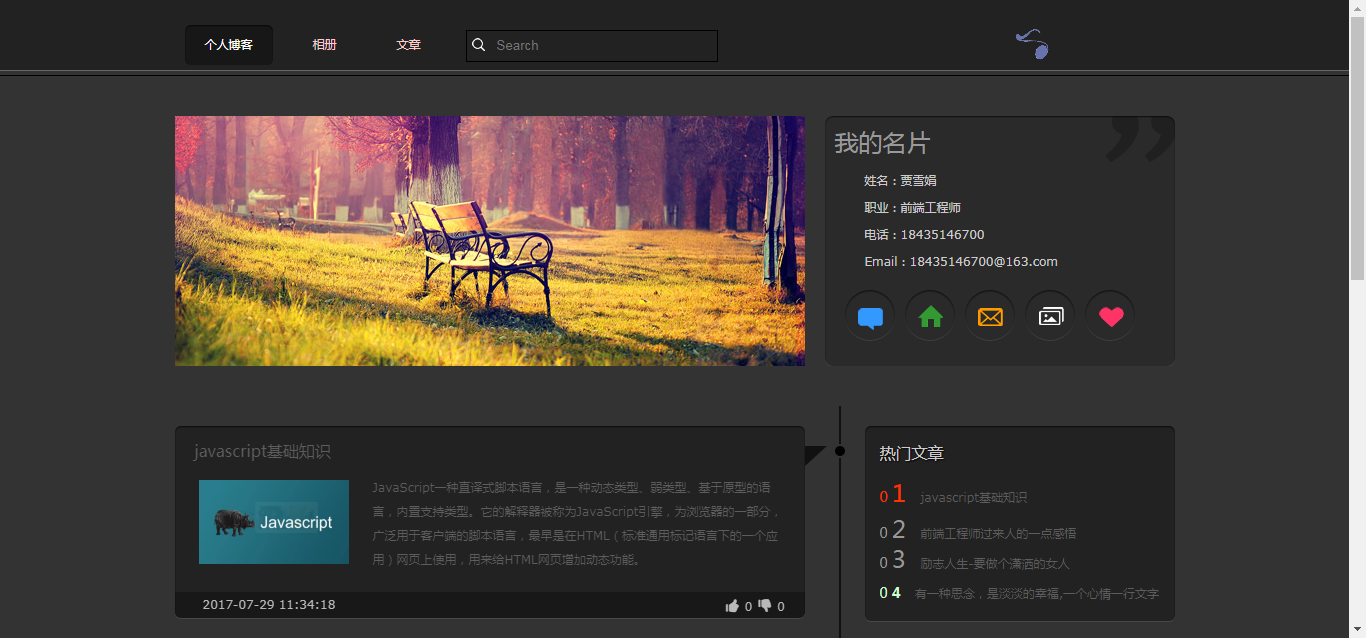 个人博客 相册 文章 Search
我的名片
姓名：贾雪娟
职业：前端工程师
电话：18435146700
Email：18435146700@163.com
javascript基础知识
Javascript
JavaScript一种直译式脚本语言，是一种动态类型、弱类型、基于原型的语
言，内置支持类型。它的解释器被称为JavaScript引擎，为浏览器的一部分，
广泛用于客户端的脚本语言，最早是在HTML（标准通用标记语言下的一个应
用）网页上使用，用来给HTML网页增加动态功能。
2017-07-29 11:34:18 0 0
热门文章
01 javascript基础知识
02 前端工程师过来人的一点感悟
03 励志人生-要做个潇洒的女人
04 有一种思念，是淡淡的幸福,一个心情一行文字